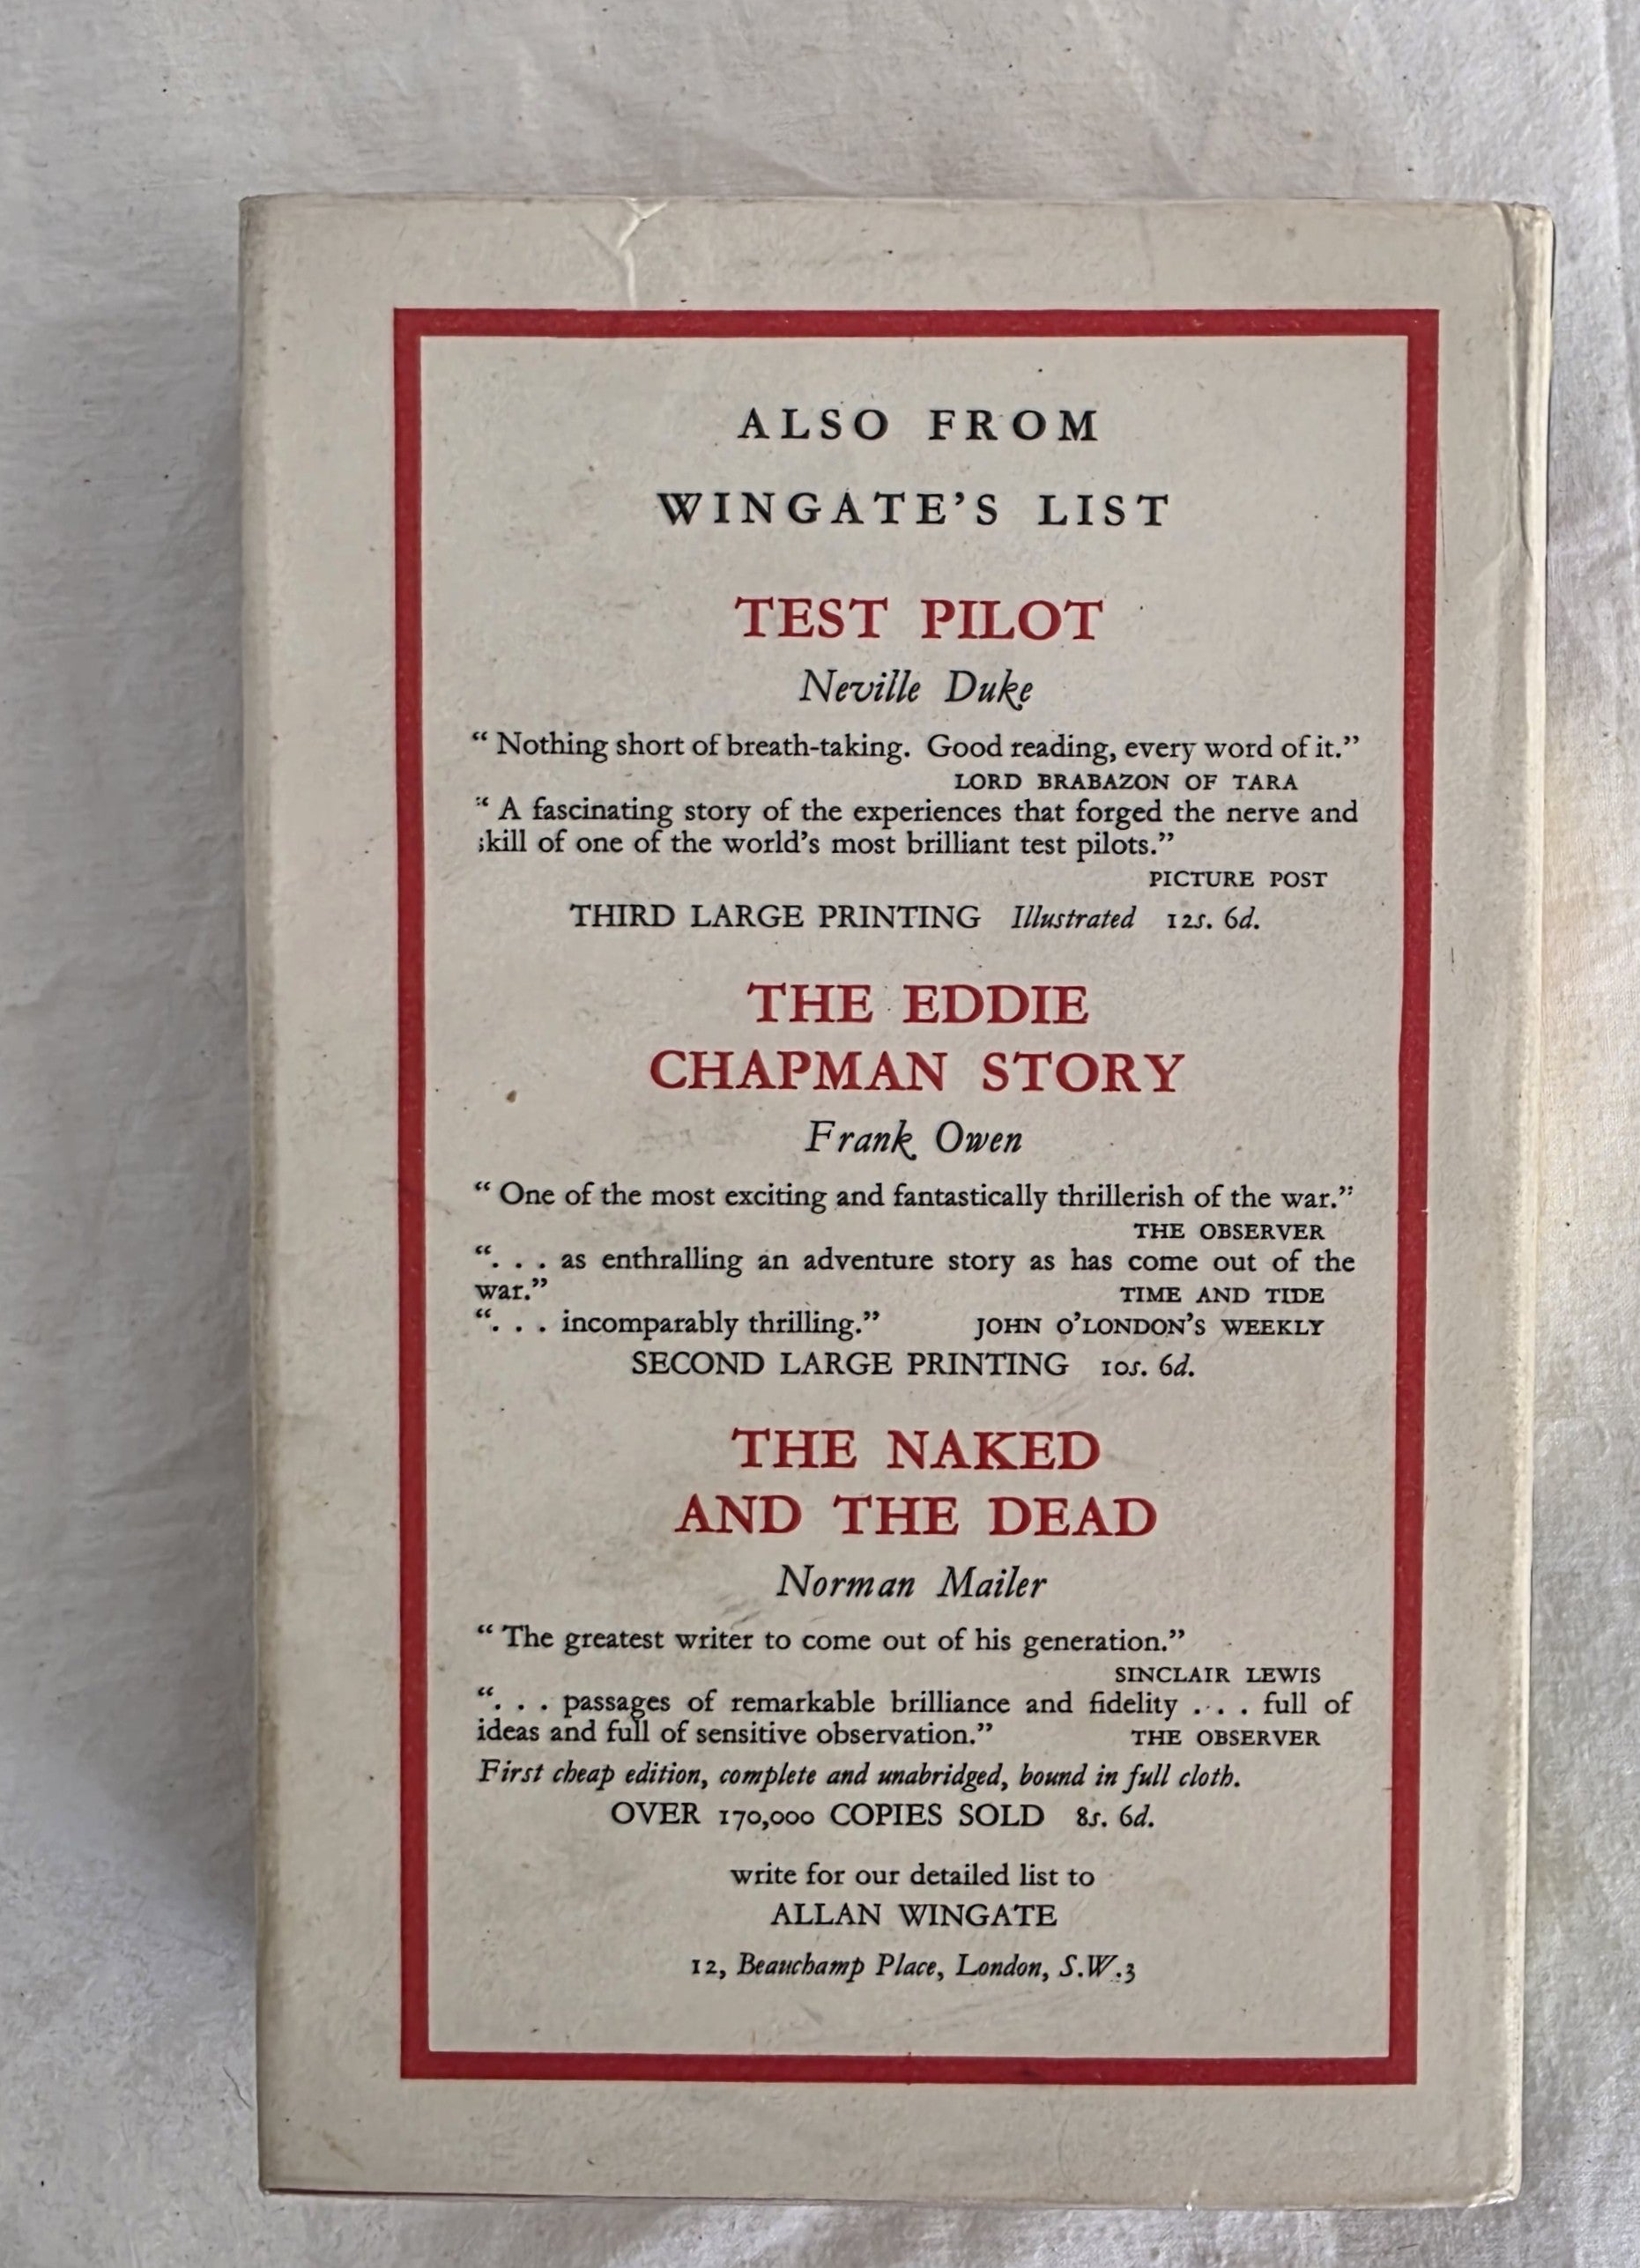 ALSO FROM
WINGATE’S LIST
TEST PILOT
Neville Duke
“ Nothing short of breath-taking. Good reading, every word of it.”
LORD BRABAZON OF TARA
“ A fascinating story of the experiences that forged the nerve and
skill of one of the world’s most brilliant test pilots.”
PICTURE POST
THIRD LARGE PRINTING Illustrated 12s. 6d.
THE EDDIE
CHAPMAN STORY
Frank Owen
“ One of the most exciting and fantastically thrillerish of the war.”
THE OBSERVER
“. . . as enthralling an adventure story as has come out of the
war.” TIME AND TIDE
“. . . incomparably thrilling.” JOHN O’LONDON’S WEEKLY
SECOND LARGE PRINTING 10s. 6d.
THE NAKED
AND THE DEAD
Norman Mailer
“ The greatest writer to come out of his generation.”
SINCLAIR LEWIS
“. . . passages of remarkable brilliance and fidelity . . . full of
ideas and full of sensitive observation.” THE OBSERVER
First cheap edition, complete and unabridged, bound in full cloth.
OVER 170,000 COPIES SOLD 8s. 6d.
write for our detailed list to
ALLAN WINGATE
12, Beauchamp Place, London, S.W.3